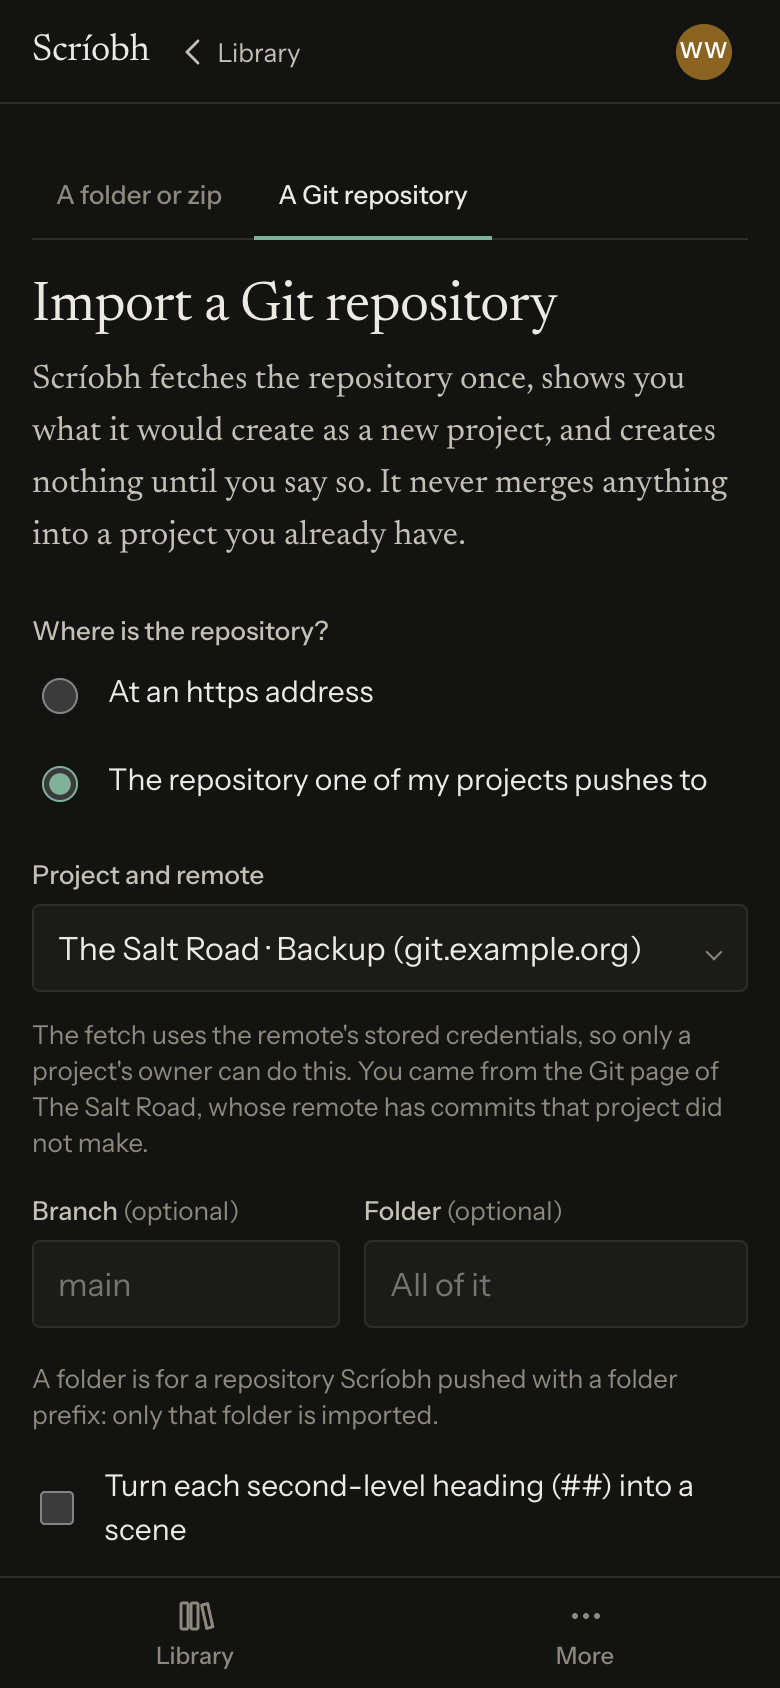 Scríobh
Library
WW
A folder or zip
A Git repository
Import a Git repository
Scríobh fetches the repository once, shows you
what it would create as a new project, and creates
nothing until you say so. It never merges anything
into a project you already have.
Where is the repository?
At an https address
The repository one of my projects pushes to
Project and remote
The Salt Road · Backup (git.example.org)
The fetch uses the remote's stored credentials, so only a
project's owner can do this. You came from the Git page of
The Salt Road, whose remote has commits that project did
not make.
Branch (optional)
Folder (optional)
main
All of it
A folder is for a repository Scríobh pushed with a folder
prefix: only that folder is imported.
Turn each second-level heading (##) into a
scene
Library
More